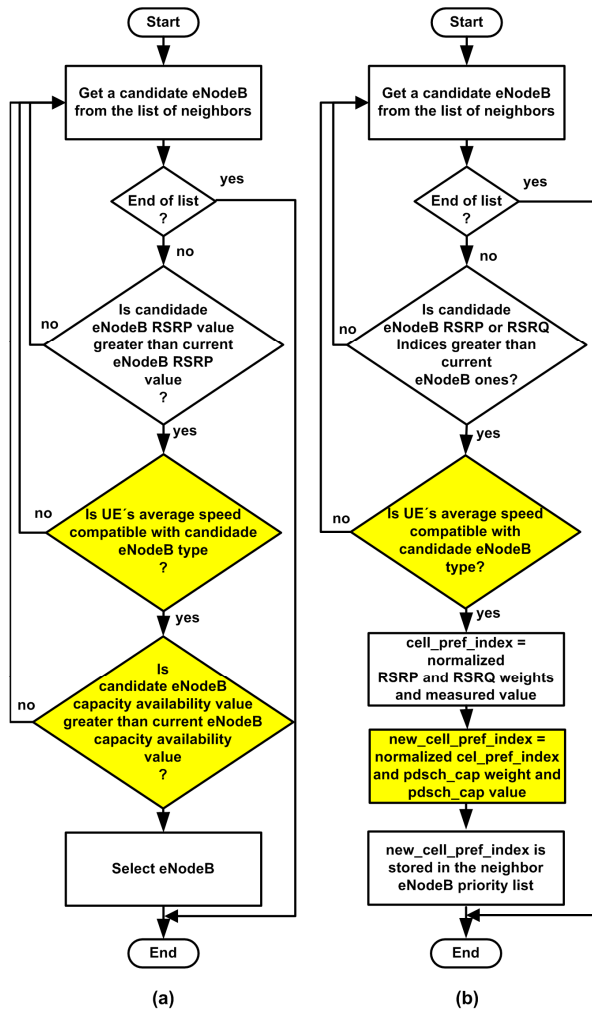 Start
Get a candidate eNodeB
from the list of neighbors
yes
End of list
?
no
Is
candidade
eNodeB RSRP value
greater than current
eNodeB RSRP
value
?
no
yes
Is UE´s average speed
compatible with candidade
eNodeB type
?
no
yes
Is
candidate eNodeB
capacity availability value
greater than current eNodeB
capacity availability
value
?
no
Select eNodeB
End
(a)
Start
Get a candidate eNodeB
from the list of neighbors
yes
End of list
?
no
Is candidade
eNodeB RSRP or RSRQ
Indices greater than
current
eNodeB ones?
no
yes
Is UE´s average speed
compatible with
candidade eNodeB
type?
no
yes
cell_pref_index =
normalized
RSRP and RSRQ weights
and measured value
new_cell_pref_index =
normalized cel_pref_index
and pdsch_cap weight and
pdsch_cap value
new_cell_pref_index is
stored in the neighbor
eNodeB priority list
End
(b)